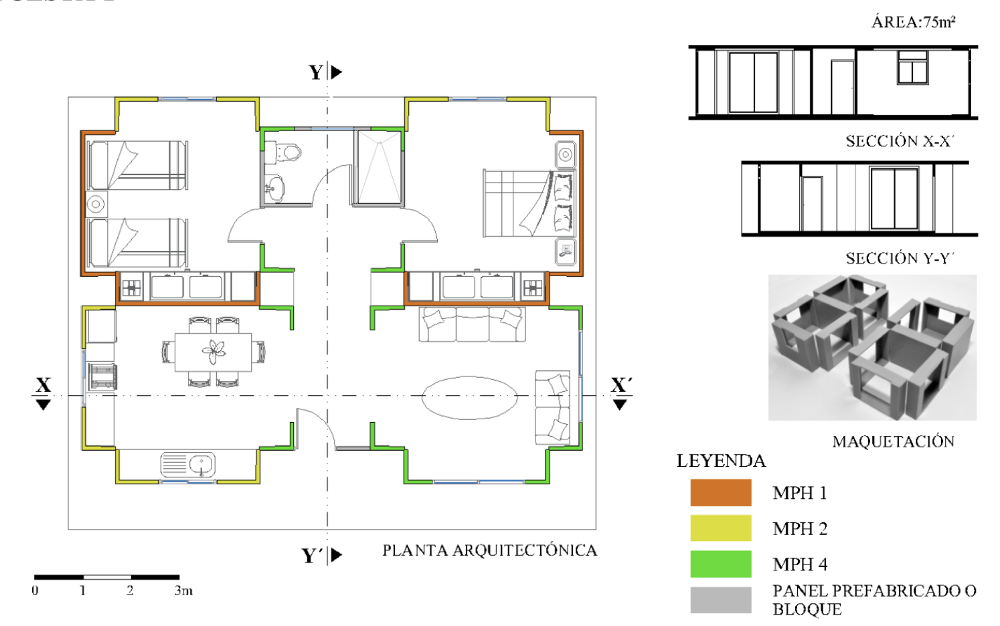 ÁREA:75m²
Y
SECCIÓN X-X´
SECCIÓN Y-Y´
X
X´
MAQUETACIÓN
Y´
PLANTA ARQUITECTÓNICA
0 1 2 3m
LEYENDA
MPH 1
MPH 2
MPH 4
PANEL PREFABRICADO O
BLOQUE